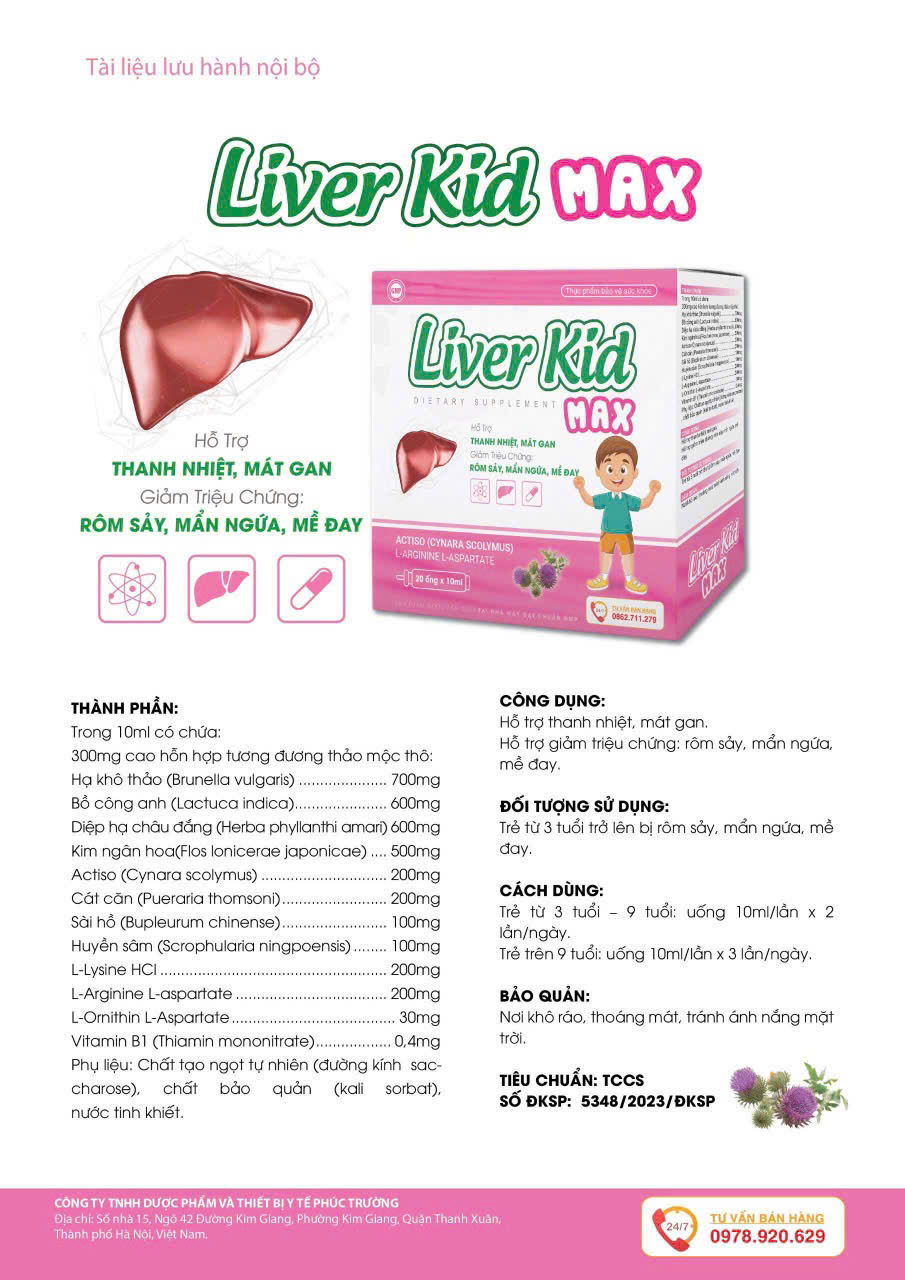 Tài liệu lưu hành nội bộ
Liver Kid MAX
Hỗ Trợ
THANH NHIỆT, MÁT GAN
Giảm Triệu Chứng:
RÔM SẢY, MẨN NGỨA, MỀ ĐAY
GMP
Thực phẩm bảo vệ sức khỏe
Liver Kid
DIETARY SUPPLEMENT
MAX
Hỗ Trợ
THANH NHIỆT, MÁT GAN
Giảm Triệu Chứng:
RÔM SẢY, MẨN NGỨA, MỀ ĐAY
ACTISO (CYNARA SCOLYMUS)
L-ARGININE L-ASPARTATE
20 ống x 10ml
24/7
TƯ VẤN BÁN HÀNG
0862.711.279
Liver Kid
MAX
THÀNH PHẦN:
Trong 10ml có chứa:
300mg cao hỗn hợp tương đương thảo mộc thô:
Hạ khô thảo (Brunella vulgaris) ..................... 700mg
Bồ công anh (Lactuca indica)...................... 600mg
Diệp hạ châu đắng (Herba phyllanthi amari) 600mg
Kim ngân hoa(Flos lonicerae japonicae) .... 500mg
Actiso (Cynara scolymus) .............................. 200mg
Cát căn (Pueraria thomsoni)......................... 200mg
Sài hồ (Bupleurum chinense)......................... 100mg
Huyền sâm (Scrophularia ningpoensis) ........ 100mg
L-Lysine HCl ...................................................... 200mg
L-Arginine L-aspartate .................................... 200mg
L-Ornithin L-Aspartate....................................... 30mg
Vitamin B1 (Thiamin mononitrate).................. 0,4mg
Phụ liệu: Chất tạo ngọt tự nhiên (đường kính sac-
charose), chất bảo quản (kali sorbat),
nước tinh khiết.
CÔNG DỤNG:
Hỗ trợ thanh nhiệt, mát gan.
Hỗ trợ giảm triệu chứng: rôm sảy, mẩn ngứa,
mề đay.
ĐỐI TƯỢNG SỬ DỤNG:
Trẻ từ 3 tuổi trở lên bị rôm sảy, mẩn ngứa, mề
đay.
CÁCH DÙNG:
Trẻ từ 3 tuổi – 9 tuổi: uống 10ml/lần x 2
lần/ngày.
Trẻ trên 9 tuổi: uống 10ml/lần x 3 lần/ngày.
BẢO QUẢN:
Nơi khô ráo, thoáng mát, tránh ánh nắng mặt
trời.
TIÊU CHUẨN: TCCS
SỐ ĐKSP: 5348/2023/ĐKSP
CÔNG TY TNHH DƯỢC PHẨM VÀ THIẾT BỊ Y TẾ PHÚC TRƯỜNG
Địa chỉ: Số nhà 15, Ngõ 42 Đường Kim Giang, Phường Kim Giang, Quận Thanh Xuân,
Thành phố Hà Nội, Việt Nam.
24/7
TƯ VẤN BÁN HÀNG
0978.920.629